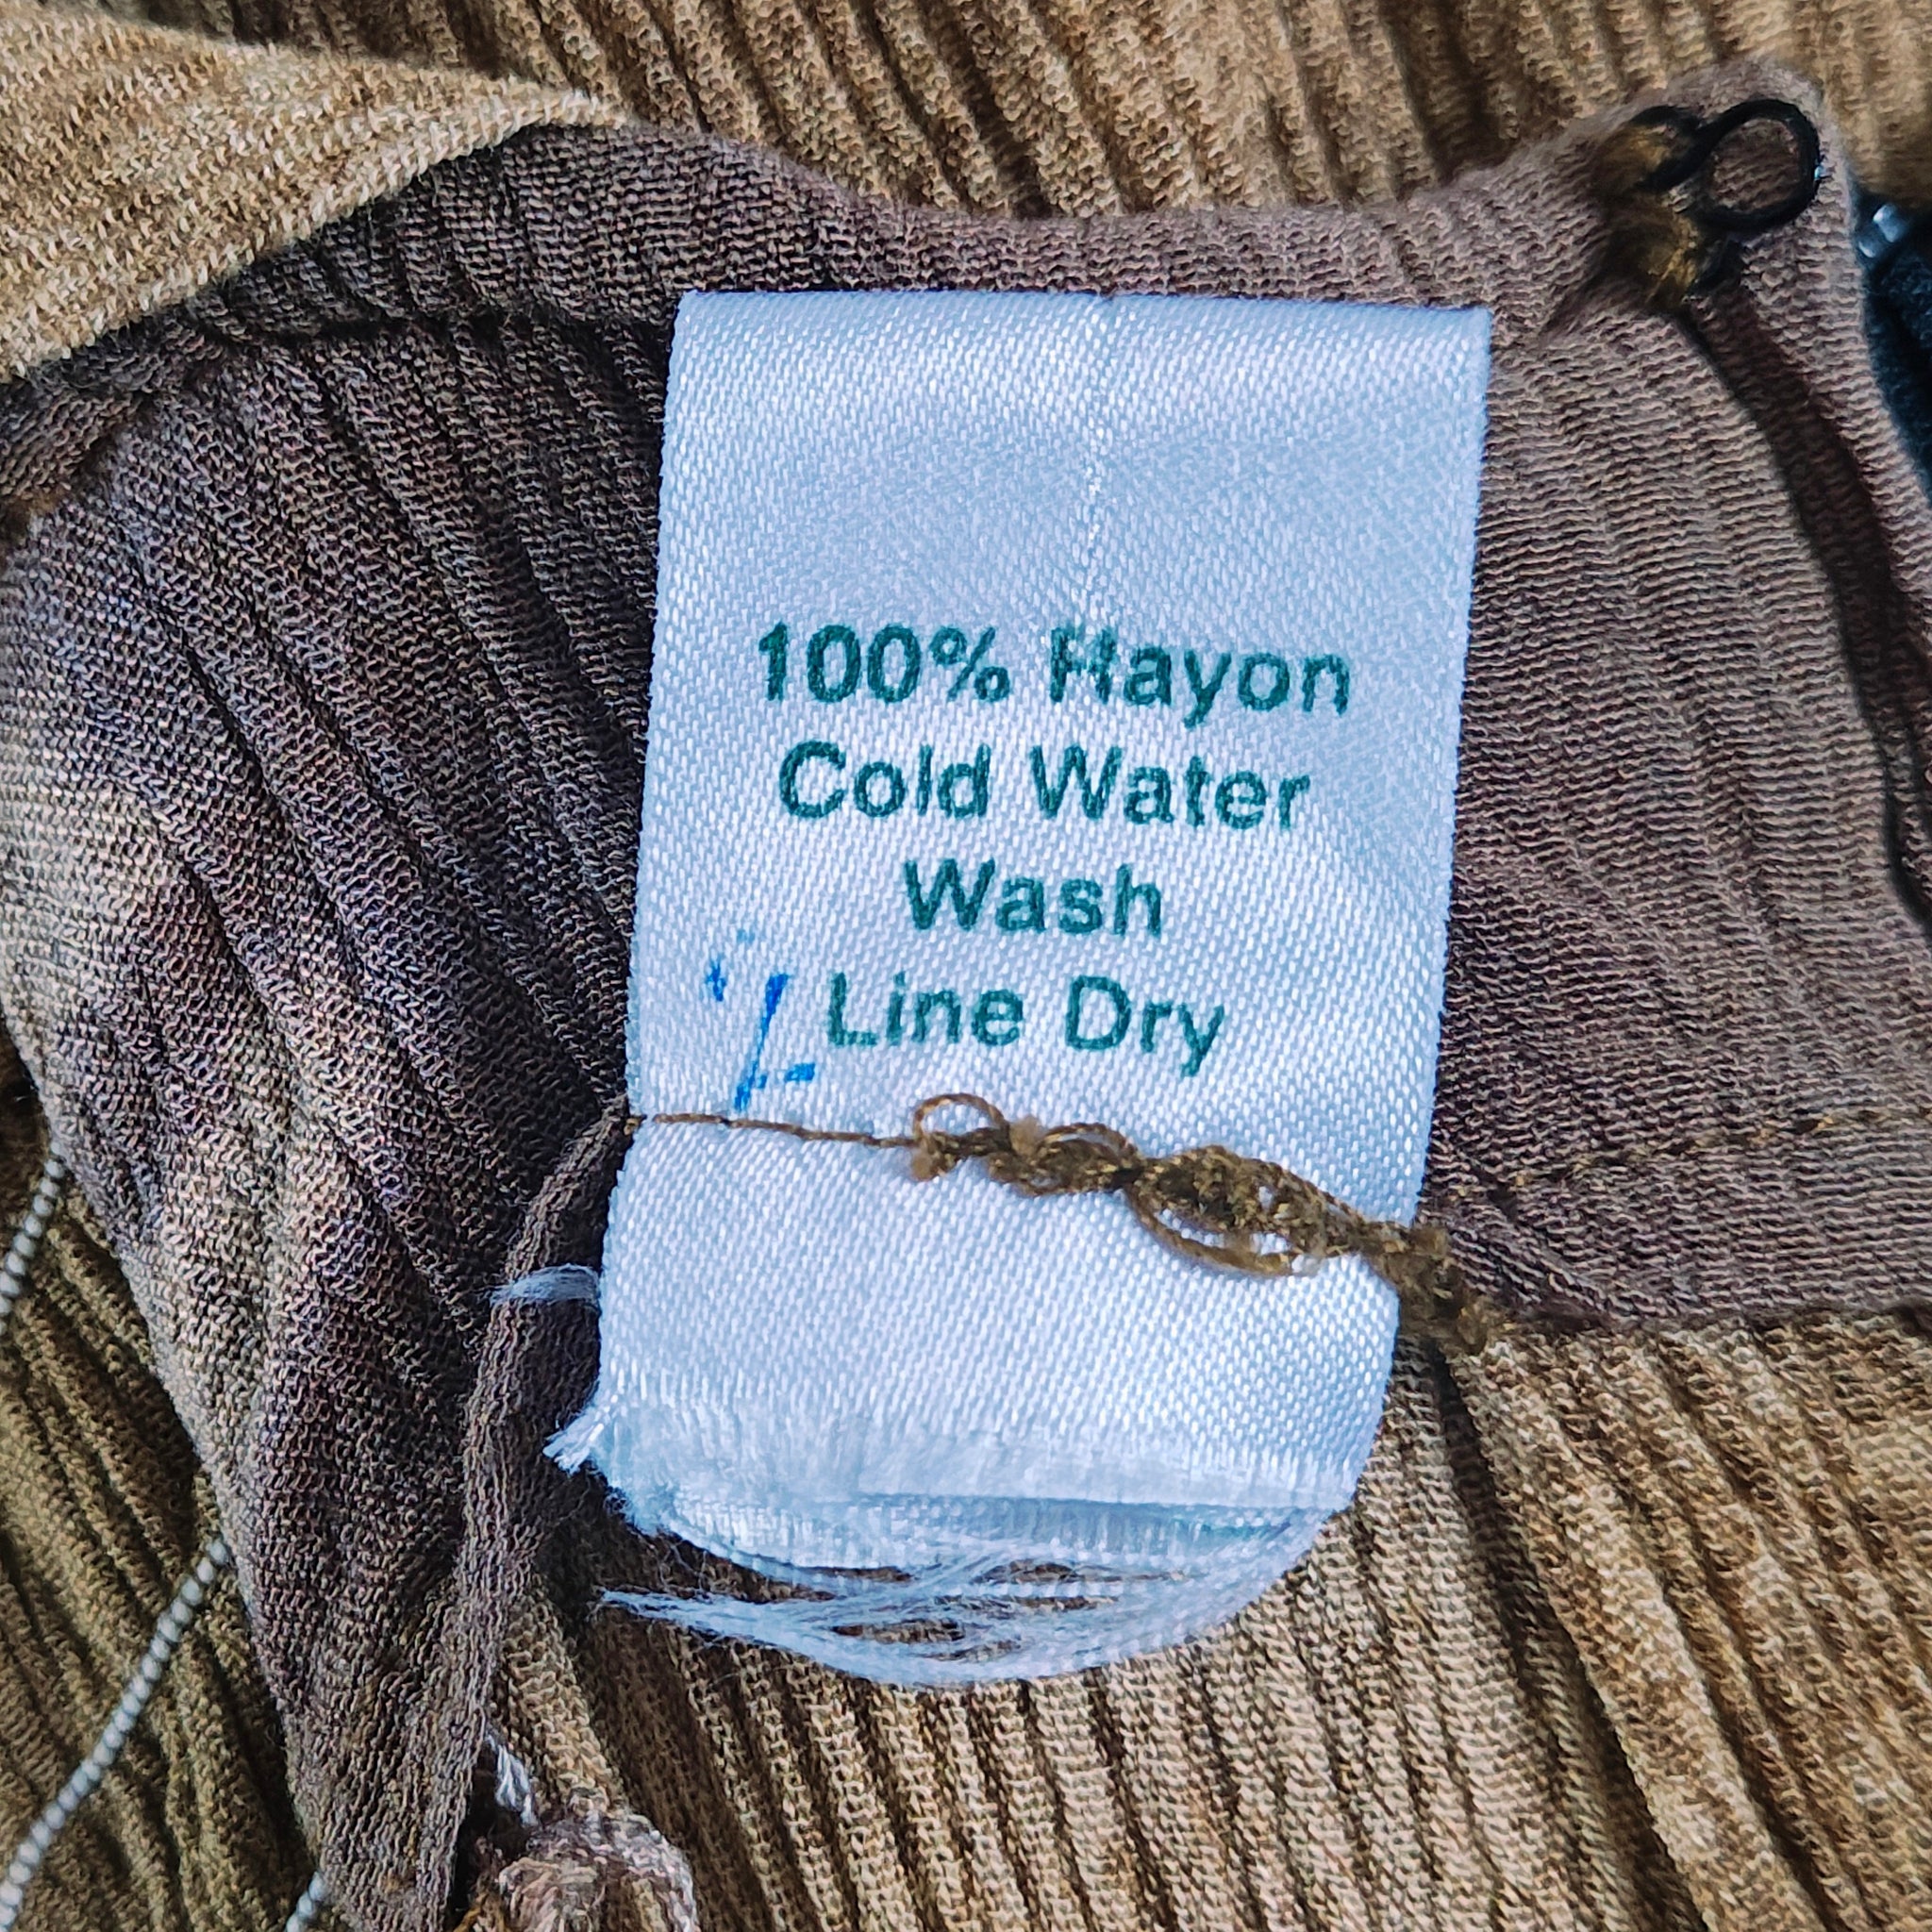 100% Rayon
Cold Water
Wash
Line Dry